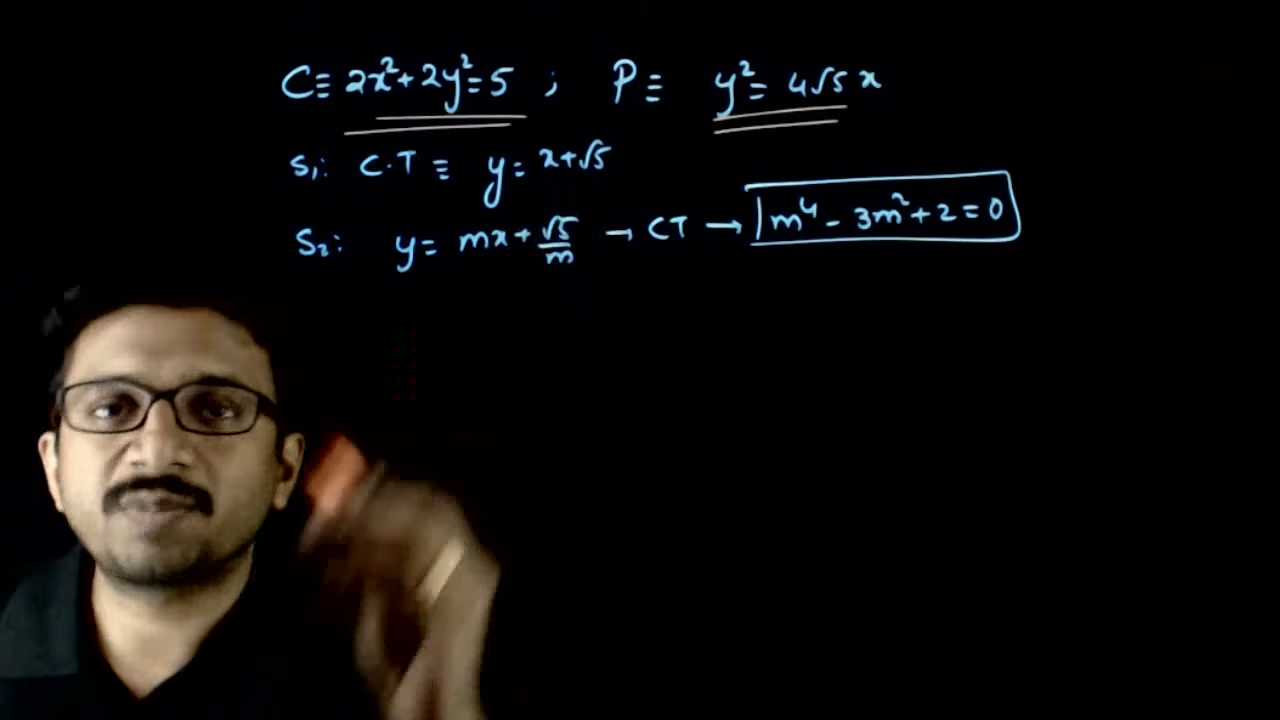 C ≡ 2x²+2y²=5 ; P ≡ y²= 4√5 x
S₁: C.T ≡ y= x+√5
S₂: y= mx+ √5/m → CT → m⁴ - 3m²+2=0